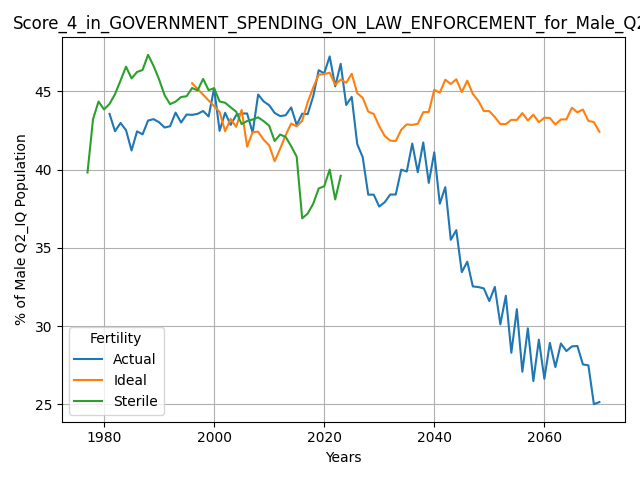 Score_4_in_GOVERNMENT_SPENDING_ON_LAW_ENFORCEMENT_for_Male_Q2
% of Male Q2_IQ Population
45
40
35
30
25
Fertility
Actual
Ideal
Sterile
1980 2000 2020 2040 2060
Years